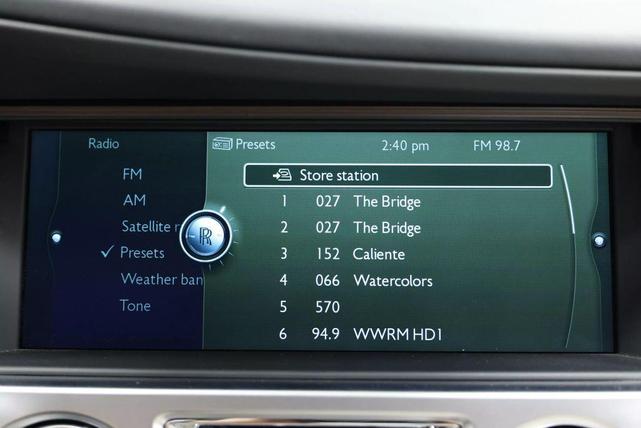 Radio
Presets 2:40 pm FM 98.7
FM
AM
Satellite r
Presets
Weather ban
Tone
RR
Store station
1 027 The Bridge
2 027 The Bridge
3 152 Caliente
4 066 Watercolors
5 570
6 94.9 WWRM HD1